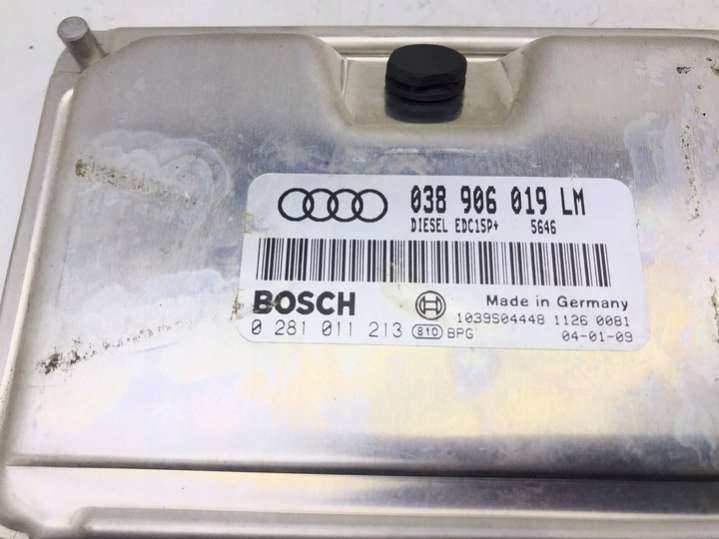 038 906 019 LM
DIESEL EDC15P+ 5646
BOSCH
Made in Germany
1039S04448 1126 0081
0 281 011 213 810 BPG
04-01-09